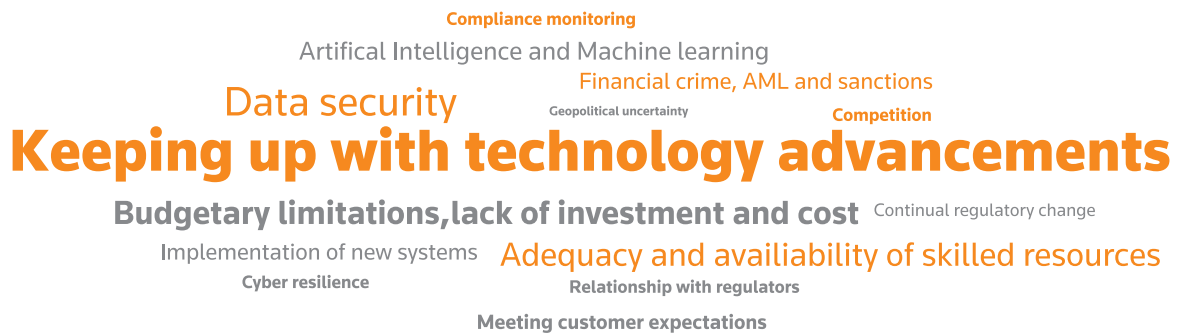 Compliance monitoring
Artifical Intelligence and Machine learning
Financial crime, AML and sanctions
Data security
Geopolitical uncertainty
Competition
Keeping up with technology advancements
Budgetary limitations,lack of investment and cost
Continual regulatory change
Implementation of new systems
Adequacy and availiability of skilled resources
Cyber resilience
Relationship with regulators
Meeting customer expectations